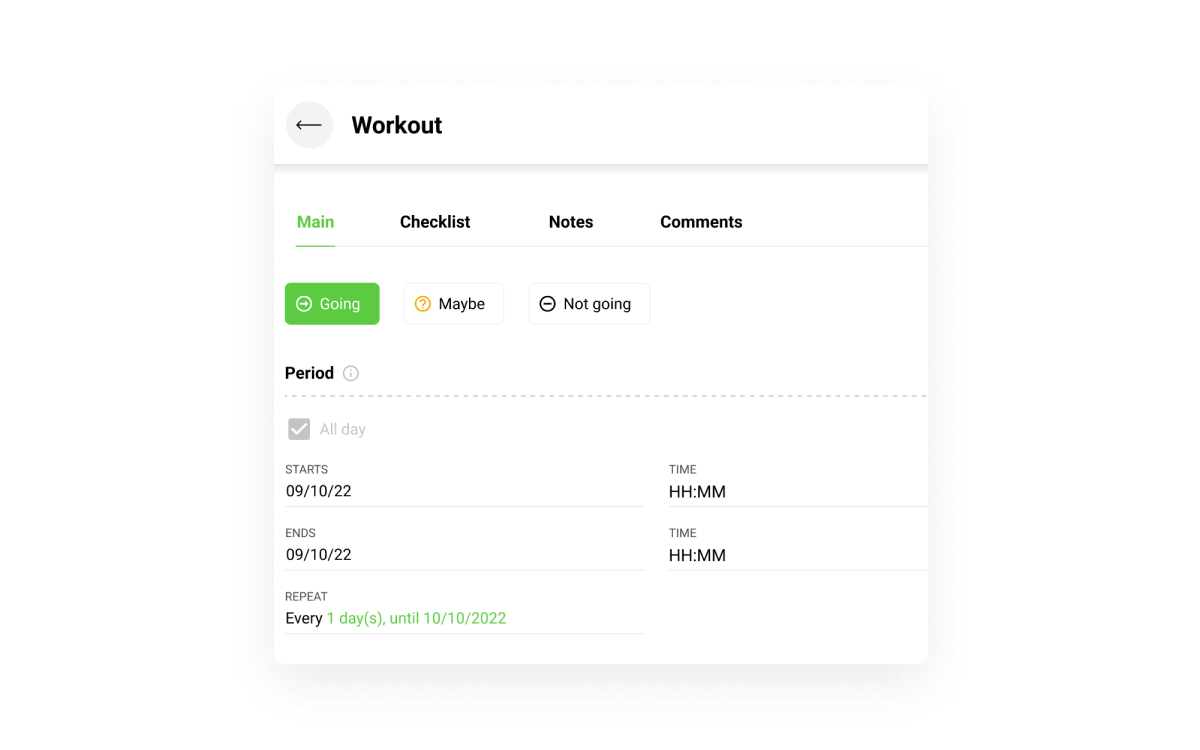 Workout
Main Checklist Notes Comments
Going Maybe Not going
Period
All day
STARTS TIME
09/10/22 HH:MM
ENDS TIME
09/10/22 HH:MM
REPEAT
Every 1 day(s), until 10/10/2022